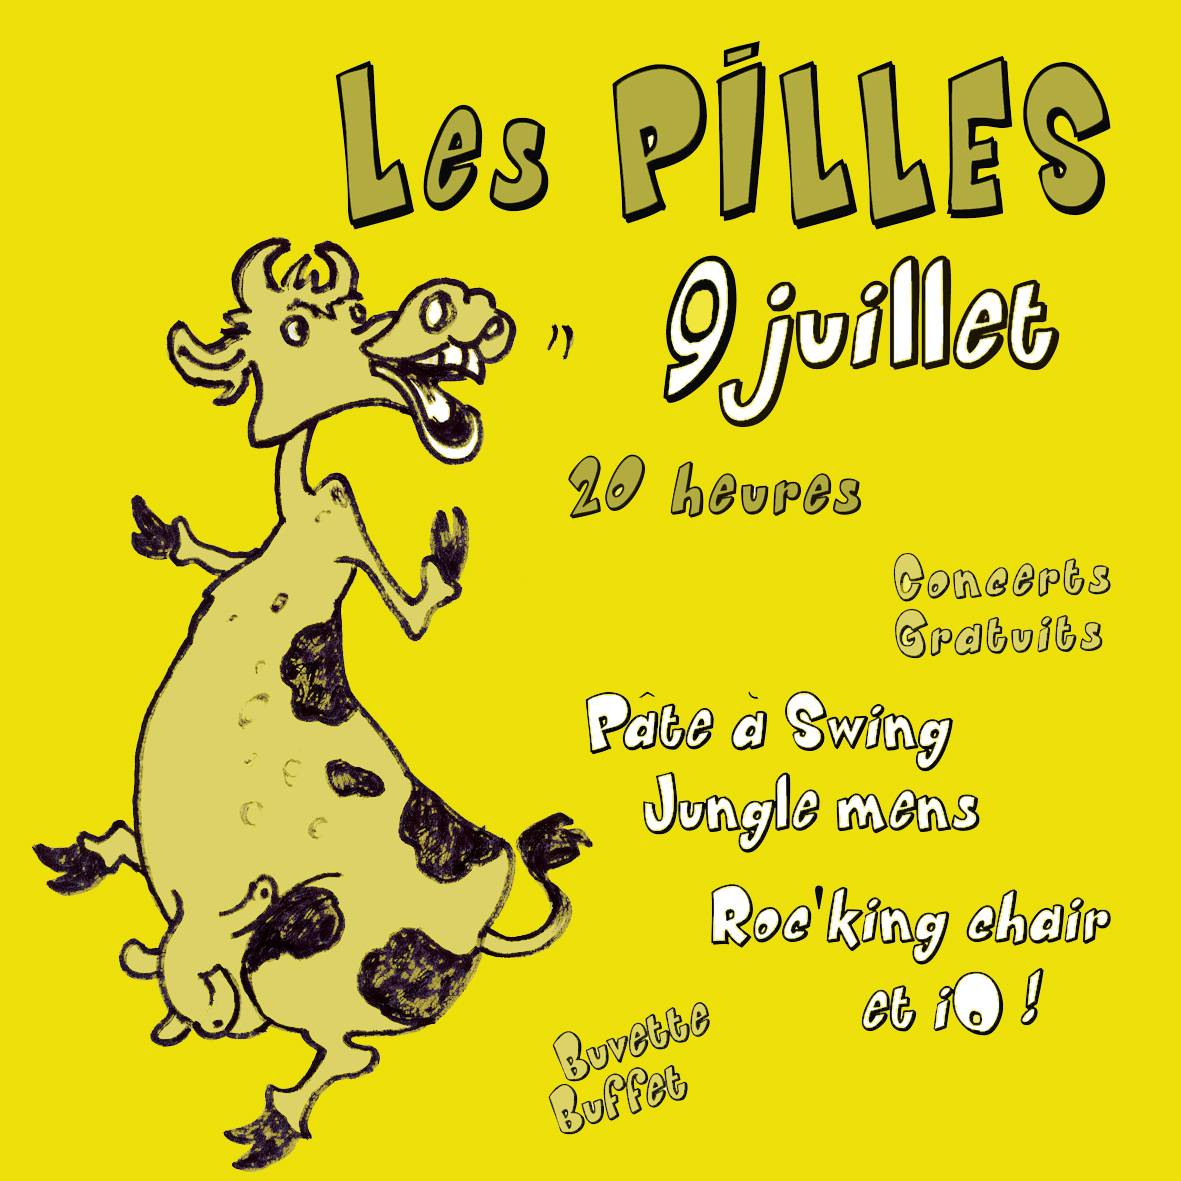 Les PILLES
9 juillet
20 heures
Concerts
Gratuits
Pâte à Swing
Jungle mens
Roc'king chair
et iO !
Buvette
Buffet